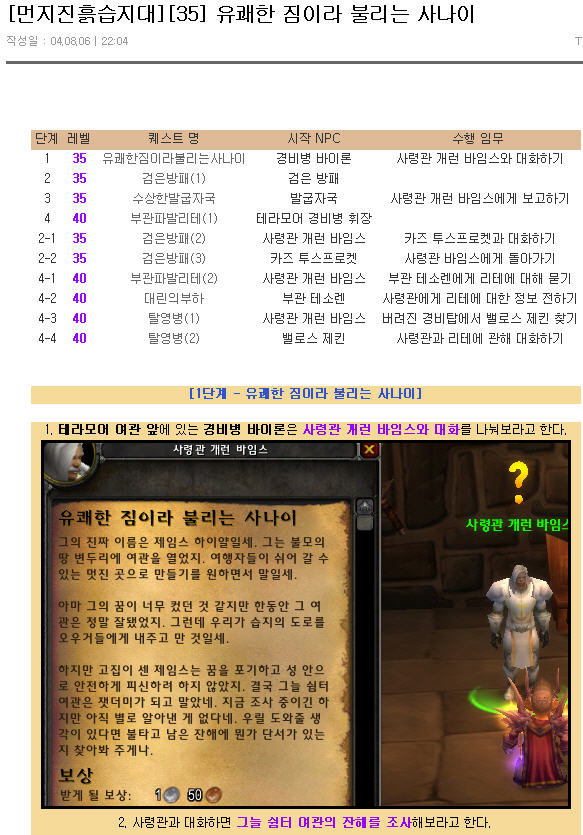 [먼지진흙습지대][35] 유쾌한 짐이라 불리는 사나이
작성일 : 04.08.06 | 22:04 T
단계 레벨 퀘스트 명 시작 NPC 수행 임무
1 35 유쾌한짐이라불리는사나이 경비병 바이론 사령관 개런 바임스와 대화하기
2 35 검은방패(1) 검은 방패
3 35 수상한발굽자국 발굽자국 사령관 개런 바임스에게 보고하기
4 40 부관파발리테(1) 테라모어 경비병 휘장
2-1 35 검은방패(2) 사령관 개런 바임스 카즈 투스프로켓과 대화하기
2-2 35 검은방패(3) 카즈 투스프로켓 사령관 바임스에게 돌아가기
4-1 40 부관파발리테(2) 사령관 개런 바임스 부관 테소렌에게 리테에 대해 묻기
4-2 40 대린의부하 부관 테소렌 사령관에게 리테에 대한 정보 전하기
4-3 40 탈영병(1) 사령관 개런 바임스 버려진 경비탑에서 밸로스 제킨 찾기
4-4 40 탈영병(2) 밸로스 제킨 사령관과 리테에 관해 대화하기
[1단계 - 유쾌한 짐이라 불리는 사나이]
1. 테라모어 여관 앞에 있는 경비병 바이론은 사령관 개런 바임스와 대화를 나눠보라고 한다.
사령관 개런 바임스
유쾌한 짐이라 불리는 사나이
그의 진짜 이름은 제임스 하이얄일세. 그는 불모의
땅 변두리에 여관을 열었지. 여행자들이 쉬어 갈 수
있는 멋진 곳으로 만들기를 원하면서 말일세.
아마 그의 꿈이 너무 컸던 것 같지만 한동안 그 여
관은 정말 잘됐었지. 그런데 우리가 습지의 도로를
오우거들에게 내주고 만 것일세.
하지만 고집이 센 제임스는 꿈을 포기하고 성 안으
로 안전하게 피신하려 하지 않았지. 결국 그늘 쉼터
여관은 잿더미가 되고 말았네. 지금 조사 중이긴 하
지만 아직 별로 알아낸 게 없다네. 우릴 도와줄 생
각이 있다면 불타고 남은 잔해에 뭔가 단서가 있는
지 찾아봐 주게나.
보상
받게 될 보상: 1 50
?
사령관 개런 바임스
2. 사령관과 대화하면 그늘 쉼터 여관의 잔해를 조사해보라고 한다.